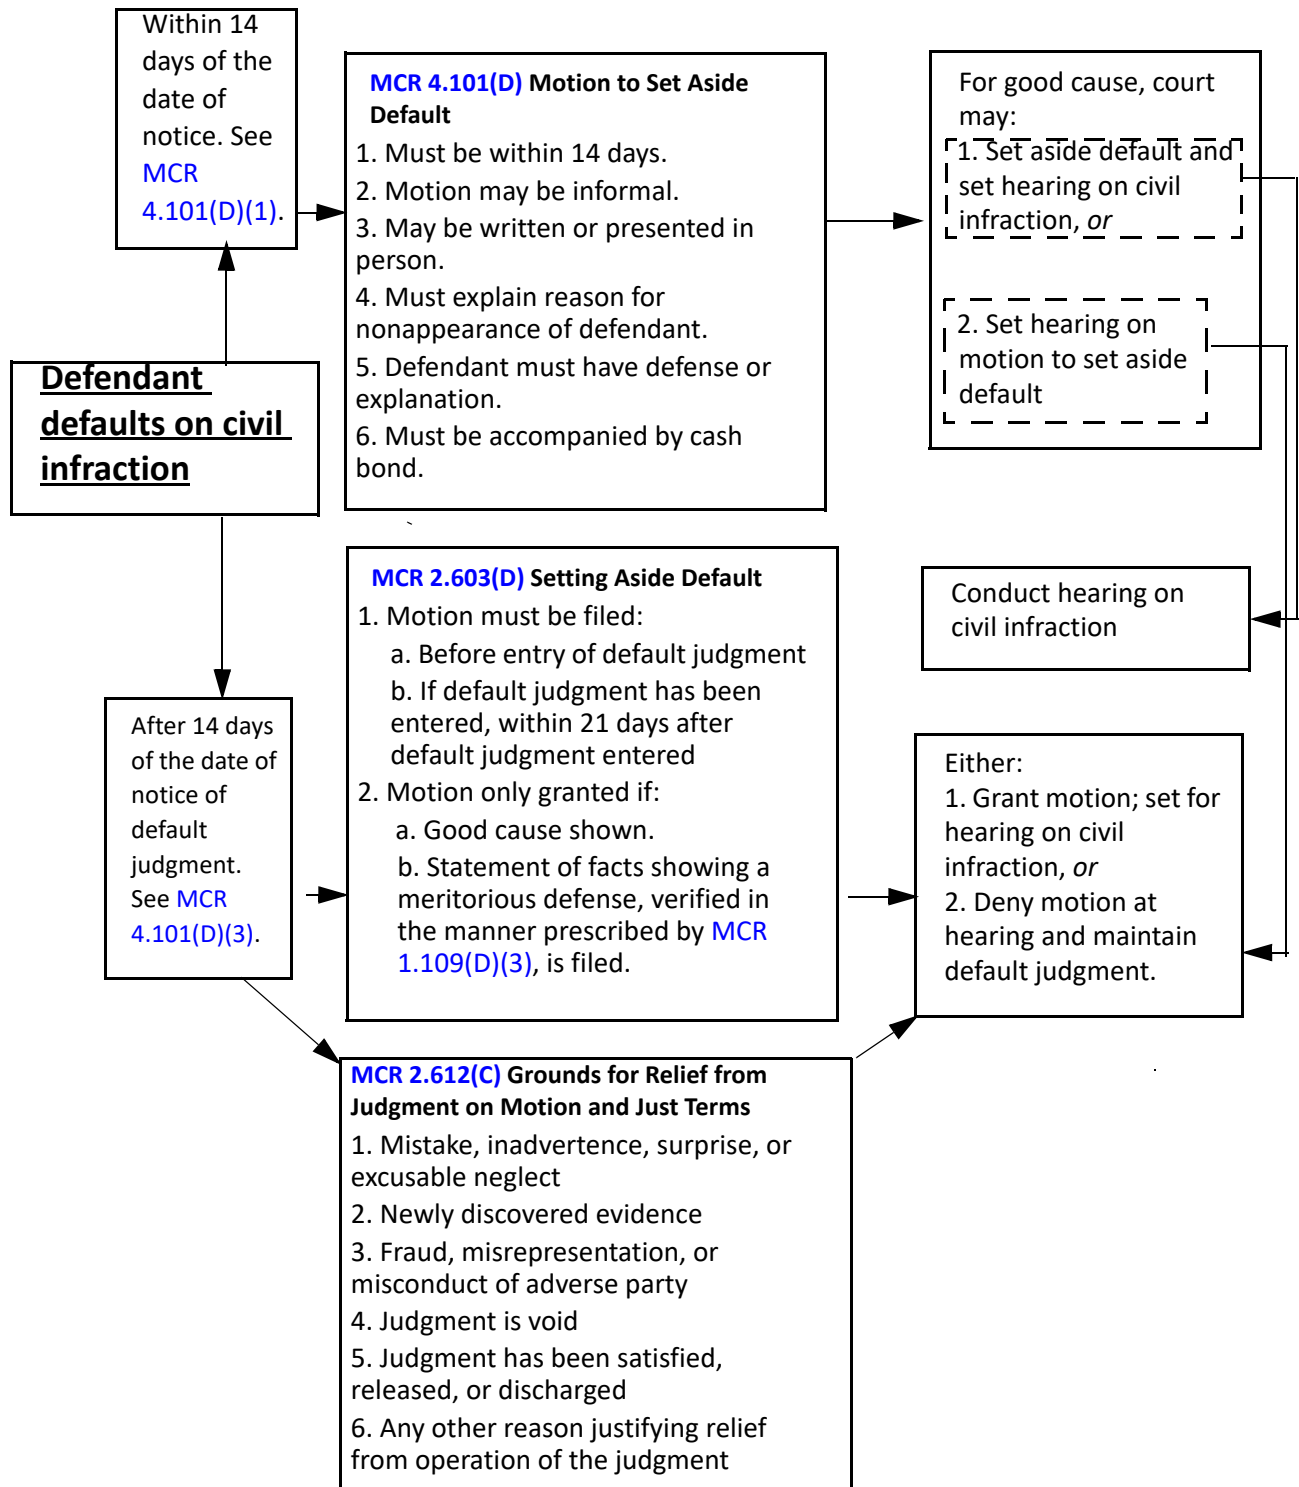 Within 14
days of the
date of
notice. See
MCR
4.101(D)(1).
MCR 4.101(D) Motion to Set Aside
Default
1. Must be within 14 days.
2. Motion may be informal.
3. May be written or presented in
person.
4. Must explain reason for
nonappearance of defendant.
5. Defendant must have defense or
explanation.
6. Must be accompanied by cash
bond.
For good cause, court
may:
1. Set aside default and
set hearing on civil
infraction, or
2. Set hearing on
motion to set aside
default
Defendant
defaults on civil
infraction
MCR 2.603(D) Setting Aside Default
1. Motion must be filed:
a. Before entry of default judgment
b. If default judgment has been
entered, within 21 days after
default judgment entered
2. Motion only granted if:
a. Good cause shown.
b. Statement of facts showing a
meritorious defense, verified in
the manner prescribed by MCR
1.109(D)(3), is filed.
Conduct hearing on
civil infraction
After 14 days
of the date of
notice of
default
judgment.
See MCR
4.101(D)(3).
Either:
1. Grant motion; set for
hearing on civil
infraction, or
2. Deny motion at
hearing and maintain
default judgment.
MCR 2.612(C) Grounds for Relief from
Judgment on Motion and Just Terms
1. Mistake, inadvertence, surprise, or
excusable neglect
2. Newly discovered evidence
3. Fraud, misrepresentation, or
misconduct of adverse party
4. Judgment is void
5. Judgment has been satisfied,
released, or discharged
6. Any other reason justifying relief
from operation of the judgment